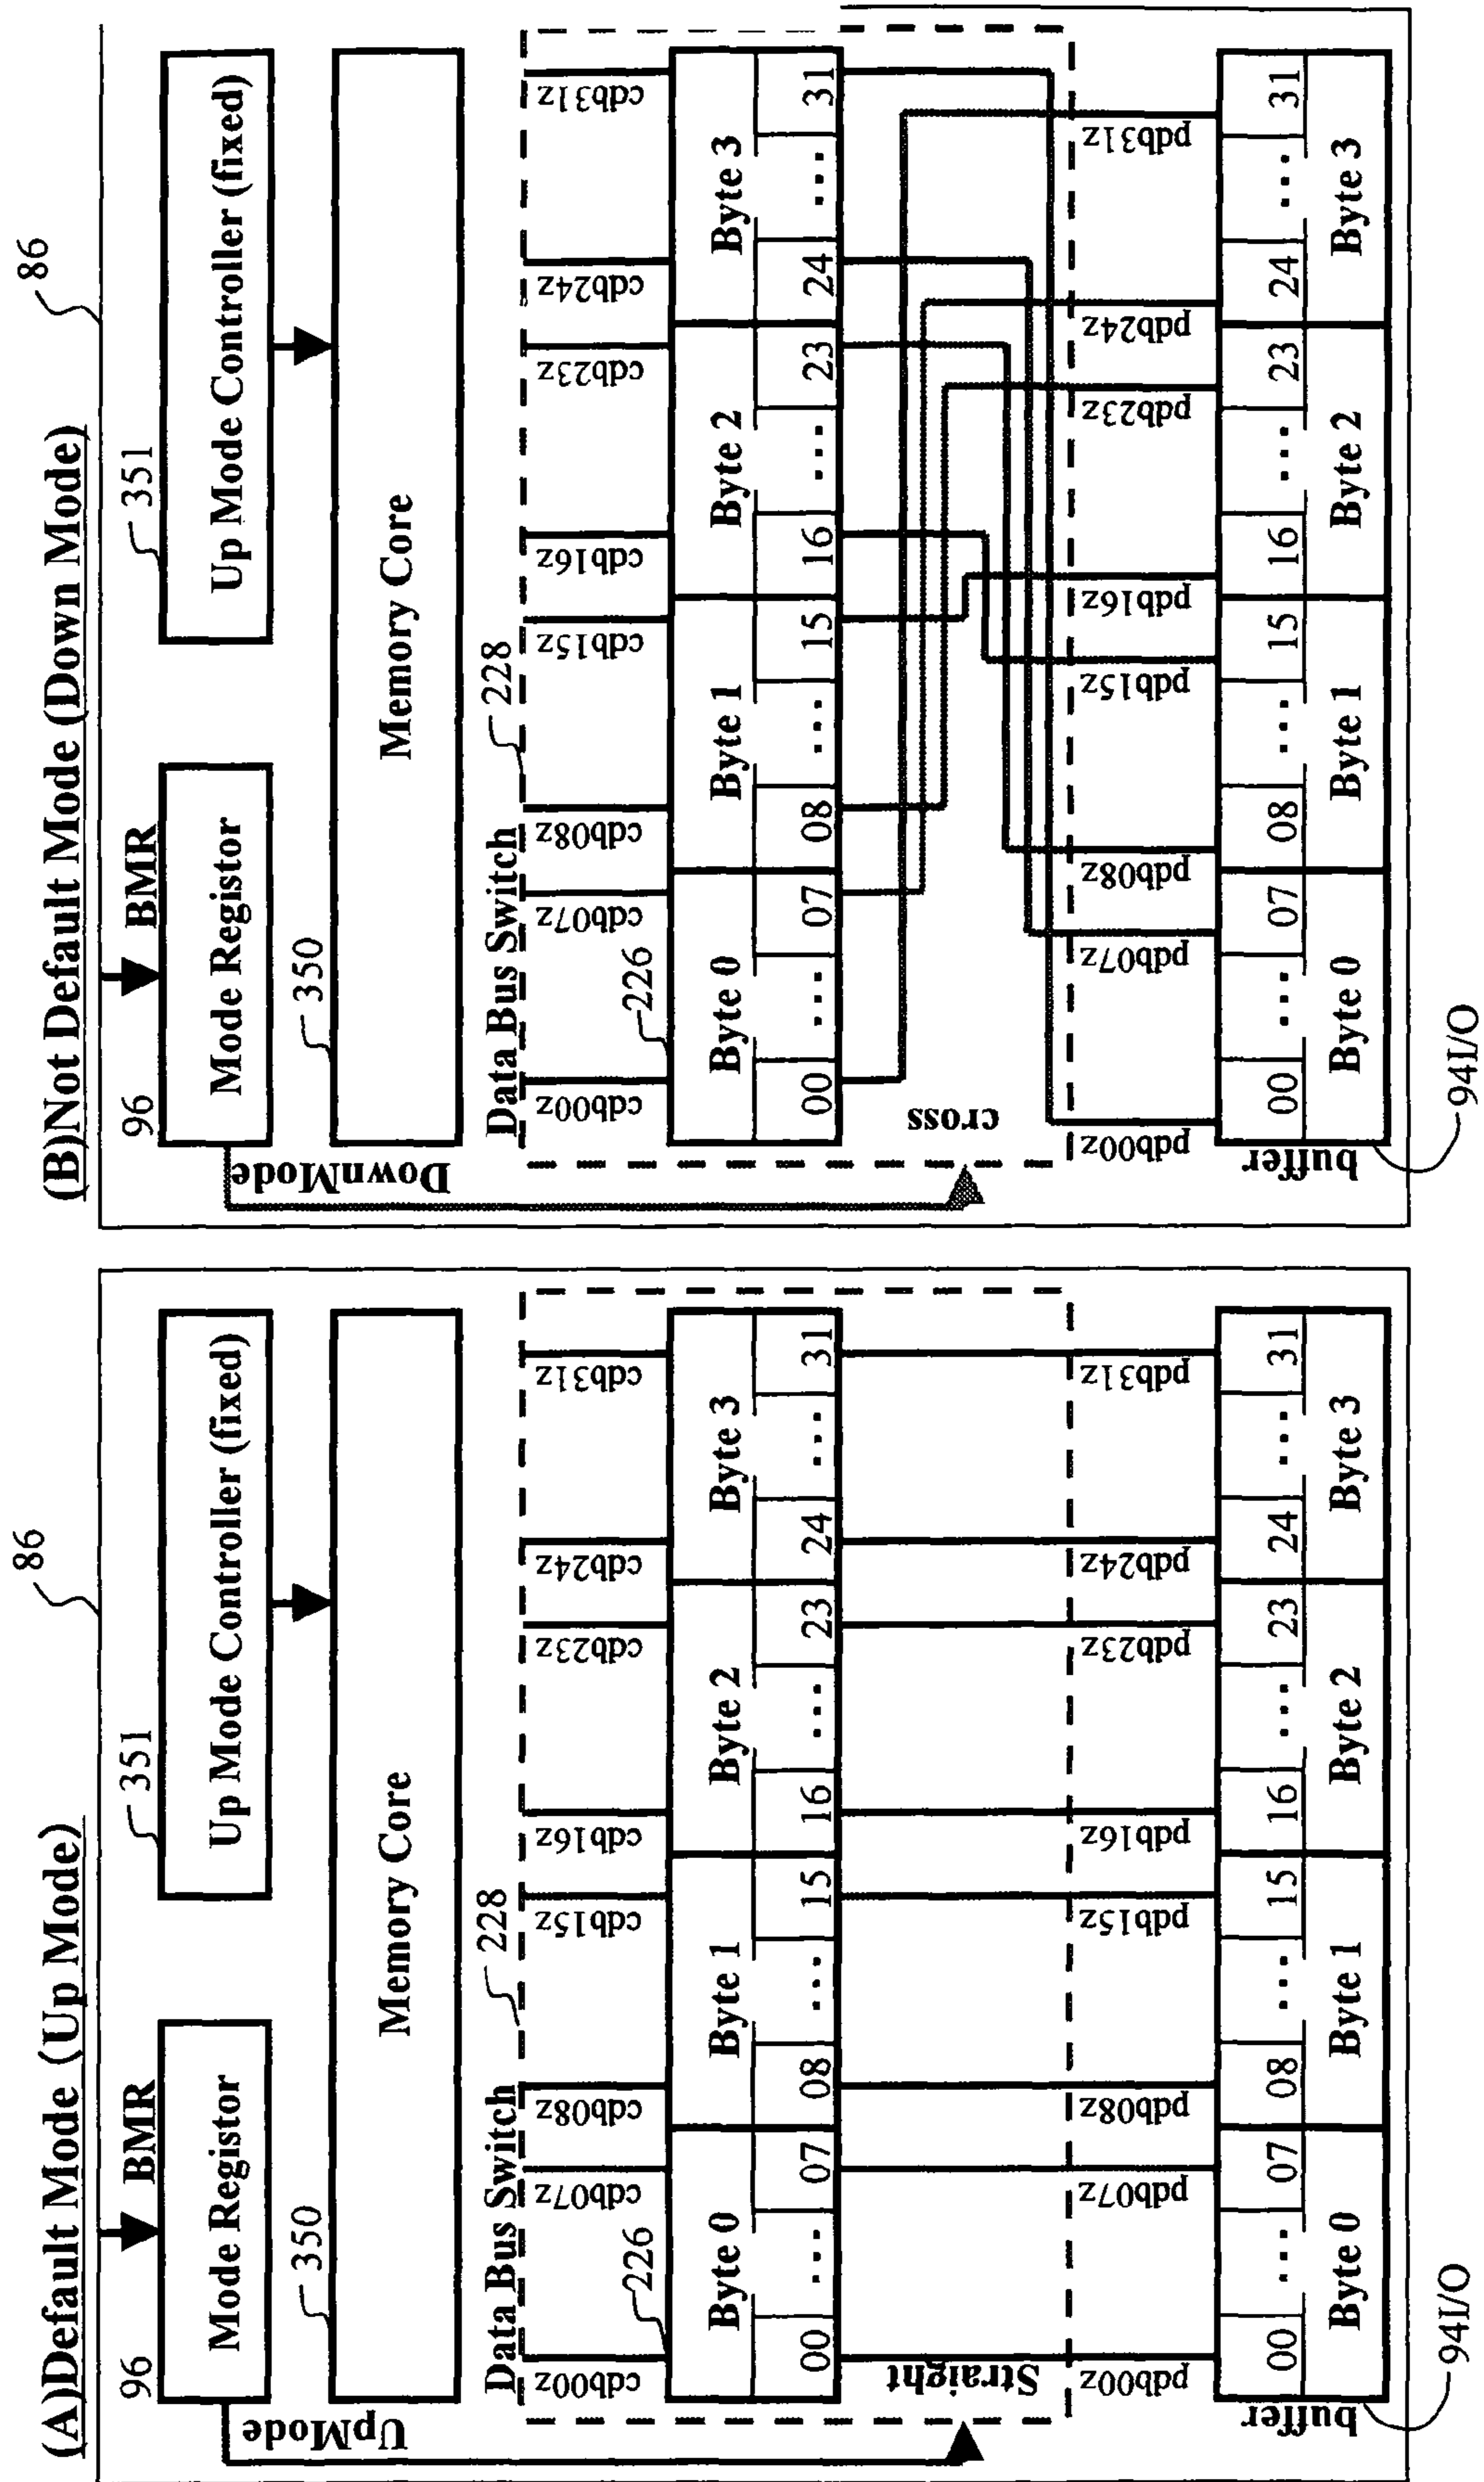 (A)Default Mode (Up Mode)
86
96
BMR
351
Mode Registor
Up Mode Controller (fixed)
UpMode
350
Memory Core
Data Bus Switch
228
cdb00z
cdb07z
cdb08z
cdb15z
cdb16z
cdb23z
cdb24z
cdb31z
226
Byte 0
Byte 1
Byte 2
Byte 3
00 ... 07 08 ... 15 16 ... 23 24 ... 31
Straight
pdb00z
pdb07z
pdb08z
pdb15z
pdb16z
pdb23z
pdb24z
pdb31z
00 ... 07 08 ... 15 16 ... 23 24 ... 31
Byte 0
Byte 1
Byte 2
Byte 3
buffer
94I/O
(B)Not Default Mode (Down Mode)
86
96
BMR
351
Mode Registor
Up Mode Controller (fixed)
DownMode
350
Memory Core
Data Bus Switch
228
cdb00z
cdb07z
cdb08z
cdb15z
cdb16z
cdb23z
cdb24z
cdb31z
226
Byte 0
Byte 1
Byte 2
Byte 3
00 ... 07 08 ... 15 16 ... 23 24 ... 31
cross
pdb00z
pdb07z
pdb08z
pdb15z
pdb16z
pdb23z
pdb24z
pdb31z
00 ... 07 08 ... 15 16 ... 23 24 ... 31
Byte 0
Byte 1
Byte 2
Byte 3
buffer
94I/O